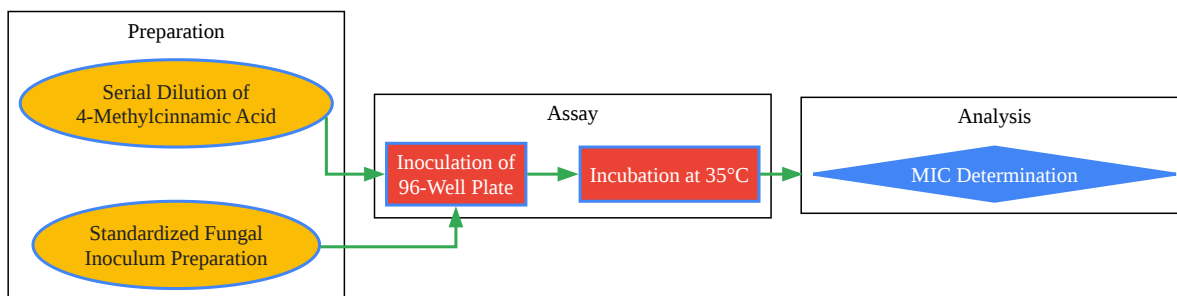 Preparation
Serial Dilution of
4-Methylcinnamic Acid
Standardized Fungal
Inoculum Preparation
Assay
Inoculation of
96-Well Plate
Incubation at 35°C
Analysis
MIC Determination